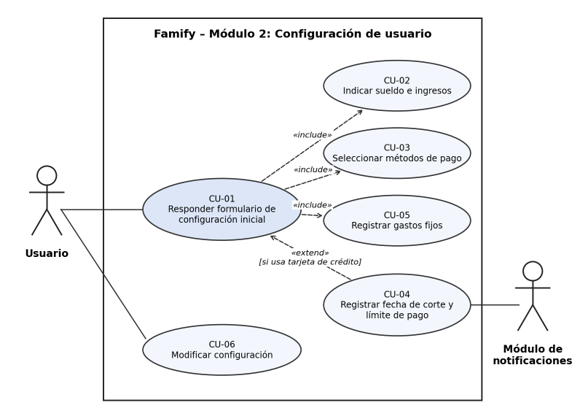 Famify – Módulo 2: Configuración de usuario
CU-02
Indicar sueldo e ingresos
«include»
CU-03
Seleccionar métodos de pago
«include»
CU-01
Responder formulario de
configuración inicial
«include»
CU-05
Registrar gastos fijos
Usuario
«extend»
[si usa tarjeta de crédito]
CU-04
Registrar fecha de corte y
límite de pago
CU-06
Modificar configuración
Módulo de
notificaciones